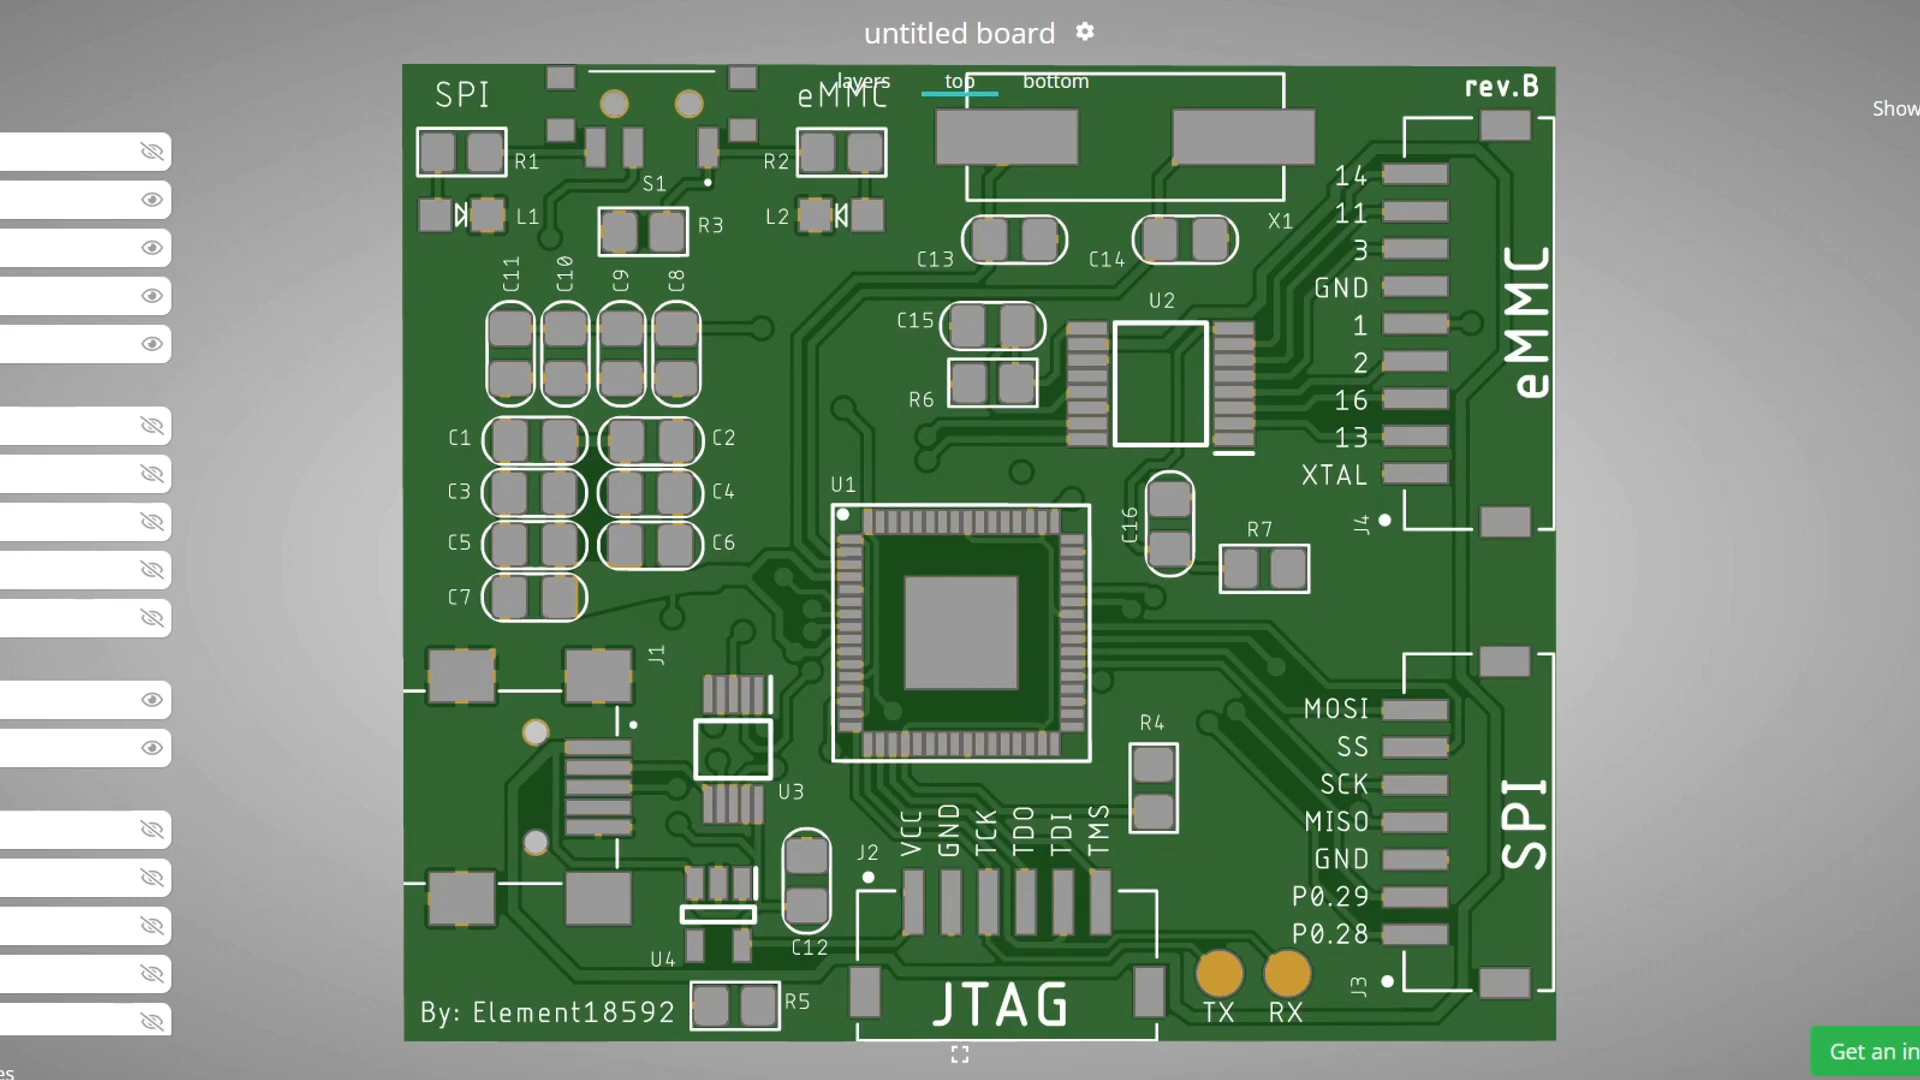 untitled board
layers top bottom
Show
SPI
eMMC
rev.B
R1
R2
S1
L1
R3
L2
X1
C13
C14
C11
C10
C9
C8
C15
U2
R6
14
11
3
GND
1
2
16
13
XTAL
eMMC
J4
C1
C2
C3
C4
C5
C6
C7
U1
C16
R7
J1
U3
R4
MOSI
SS
SCK
MISO
GND
P0.29
P0.28
SPI
J3
VCC
GND
TCK
TDO
TDI
TMS
J2
C12
U4
R5
By: Element18592
JTAG
TX
RX
Get an in
es